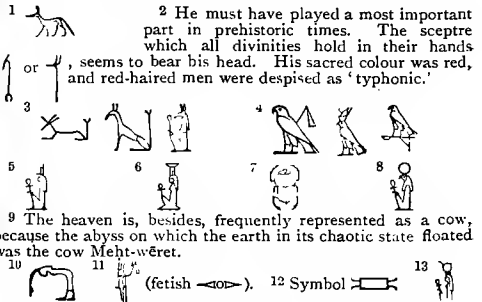 1
2 He must have played a most important
part in prehistoric times. The sceptre
which all divinities hold in their hands
or , seems to bear his head. His sacred colour was red,
and red-haired men were despised as ‘typhonic.’
3 4
5 6 7 8
9 The heaven is, besides, frequently represented as a cow,
because the abyss on which the earth in its chaotic state floated
was the cow Meḥt-wêret.
10 11 (fetish ). 12 Symbol 13